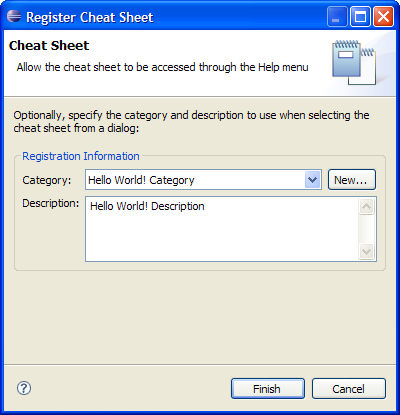 Register Cheat Sheet
Cheat Sheet
Allow the cheat sheet to be accessed through the Help menu
Optionally, specify the category and description to use when selecting the
cheat sheet from a dialog:
Registration Information
Category: Hello World! Category New...
Description: Hello World! Description
? Finish Cancel